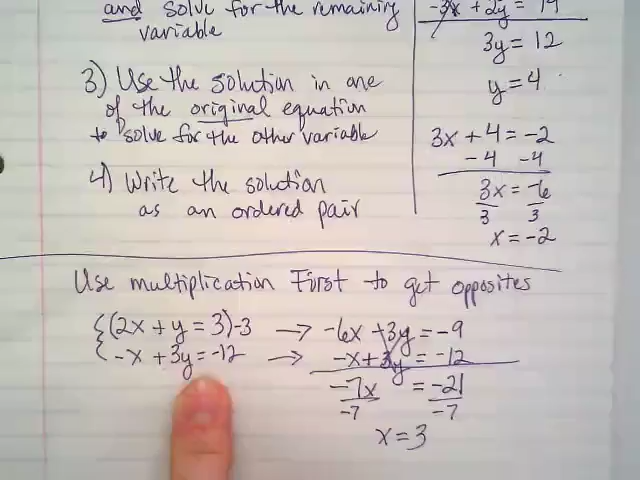 and solve for the remaining
variable
3) Use the solution in one
of the original equation
to solve for the other variable
4) Write the solution
as an ordered pair
-3x + 2y = 14
3y = 12
y = 4
3x + 4 = -2
-4 -4
3x = -6
3 3
x = -2
Use multiplication First to get opposites
{(2x + y = 3)-3 → -6x + 3y = -9
{ -x + 3y = -12 → -x + 3y = -12
-7x = -21
-7 -7
x = 3